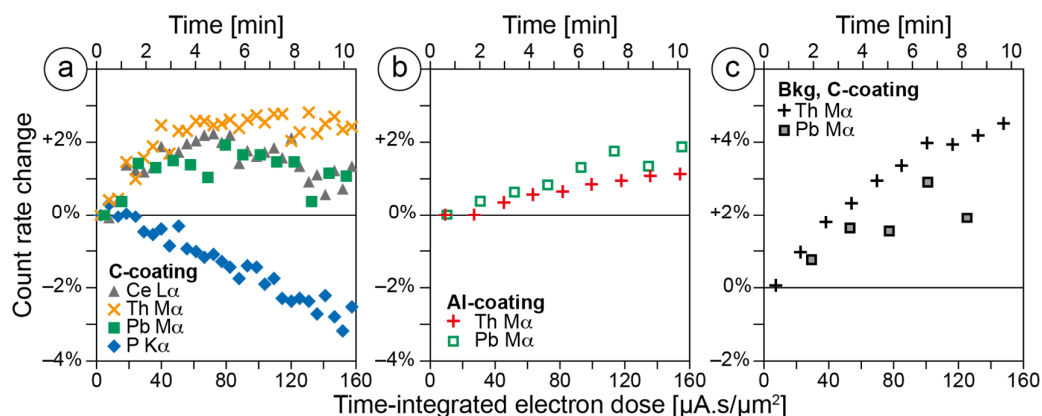 Time [min]
Time [min]
Time [min]
0 2 4 6 8 10
0 2 4 6 8 10
0 2 4 6 8 10
a
b
c
Count rate change
+2%
0%
−2%
−4%
C-coating
Ce Lα
Th Mα
Pb Mα
P Kα
0 40 80 120 160
+2%
0%
−2%
−4%
Al-coating
Th Mα
Pb Mα
0 40 80 120 160
Bkg, C-coating
Th Mα
Pb Mα
+4%
+2%
0%
−2%
0 40 80 120 160
Time-integrated electron dose [µA.s/µm²]